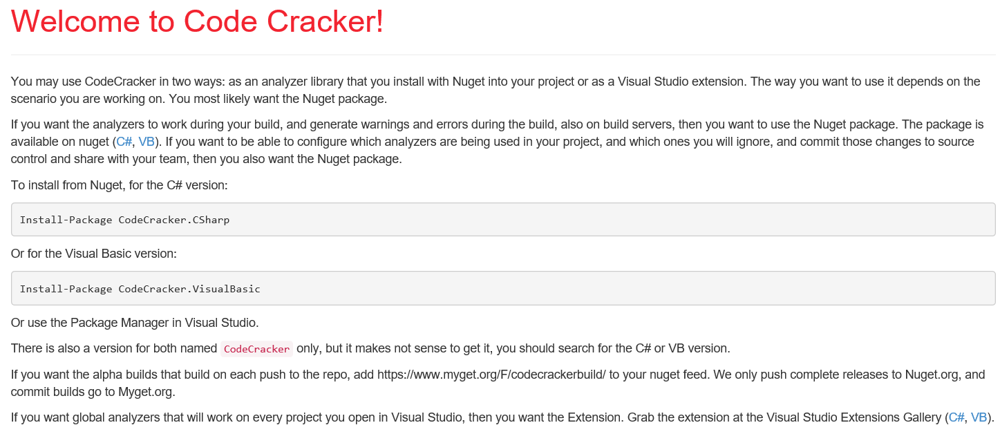 Welcome to Code Cracker!
You may use CodeCracker in two ways: as an analyzer library that you install with Nuget into your project or as a Visual Studio extension. The way you want to use it depends on the
scenario you are working on. You most likely want the Nuget package.
If you want the analyzers to work during your build, and generate warnings and errors during the build, also on build servers, then you want to use the Nuget package. The package is
available on nuget (C#, VB). If you want to be able to configure which analyzers are being used in your project, and which ones you will ignore, and commit those changes to source
control and share with your team, then you also want the Nuget package.
To install from Nuget, for the C# version:
Install-Package CodeCracker.CSharp
Or for the Visual Basic version:
Install-Package CodeCracker.VisualBasic
Or use the Package Manager in Visual Studio.
There is also a version for both named CodeCracker only, but it makes not sense to get it, you should search for the C# or VB version.
If you want the alpha builds that build on each push to the repo, add https://www.myget.org/F/codecrackerbuild/ to your nuget feed. We only push complete releases to Nuget.org, and
commit builds go to Myget.org.
If you want global analyzers that will work on every project you open in Visual Studio, then you want the Extension. Grab the extension at the Visual Studio Extensions Gallery (C#, VB).